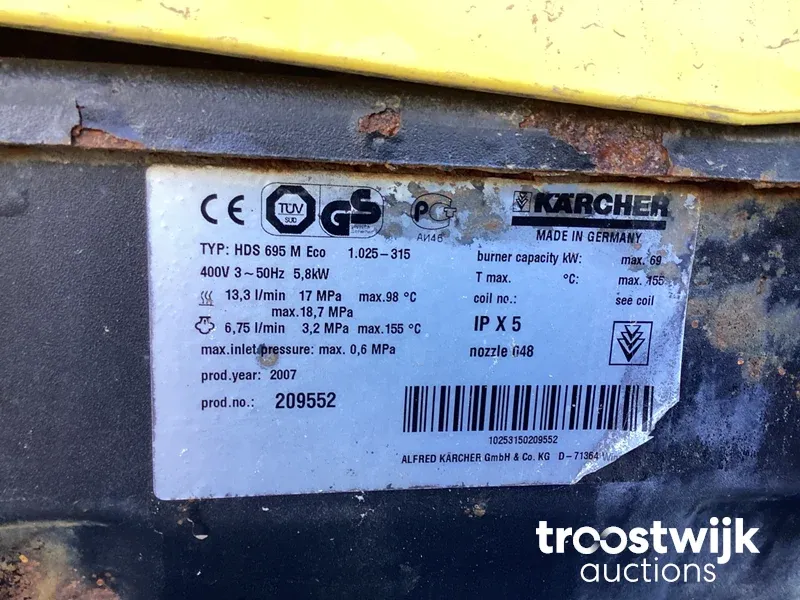 CE TÜV SÜD GS PG
АИ46
KÄRCHER
MADE IN GERMANY
TYP: HDS 695 M Eco 1.025-315
400V 3~50Hz 5,8kW
13,3 l/min 17 MPa max.98 °C
max.18,7 MPa
6,75 l/min 3,2 MPa max.155 °C
max.inlet pressure: max. 0,6 MPa
prod.year: 2007
prod.no.: 209552
burner capacity kW: max. 69
T max. °C: max. 155
coil no.: see coil
IP X 5
nozzle 048
10253150209552
ALFRED KÄRCHER GmbH & Co. KG D-71364
troostwijk
auctions